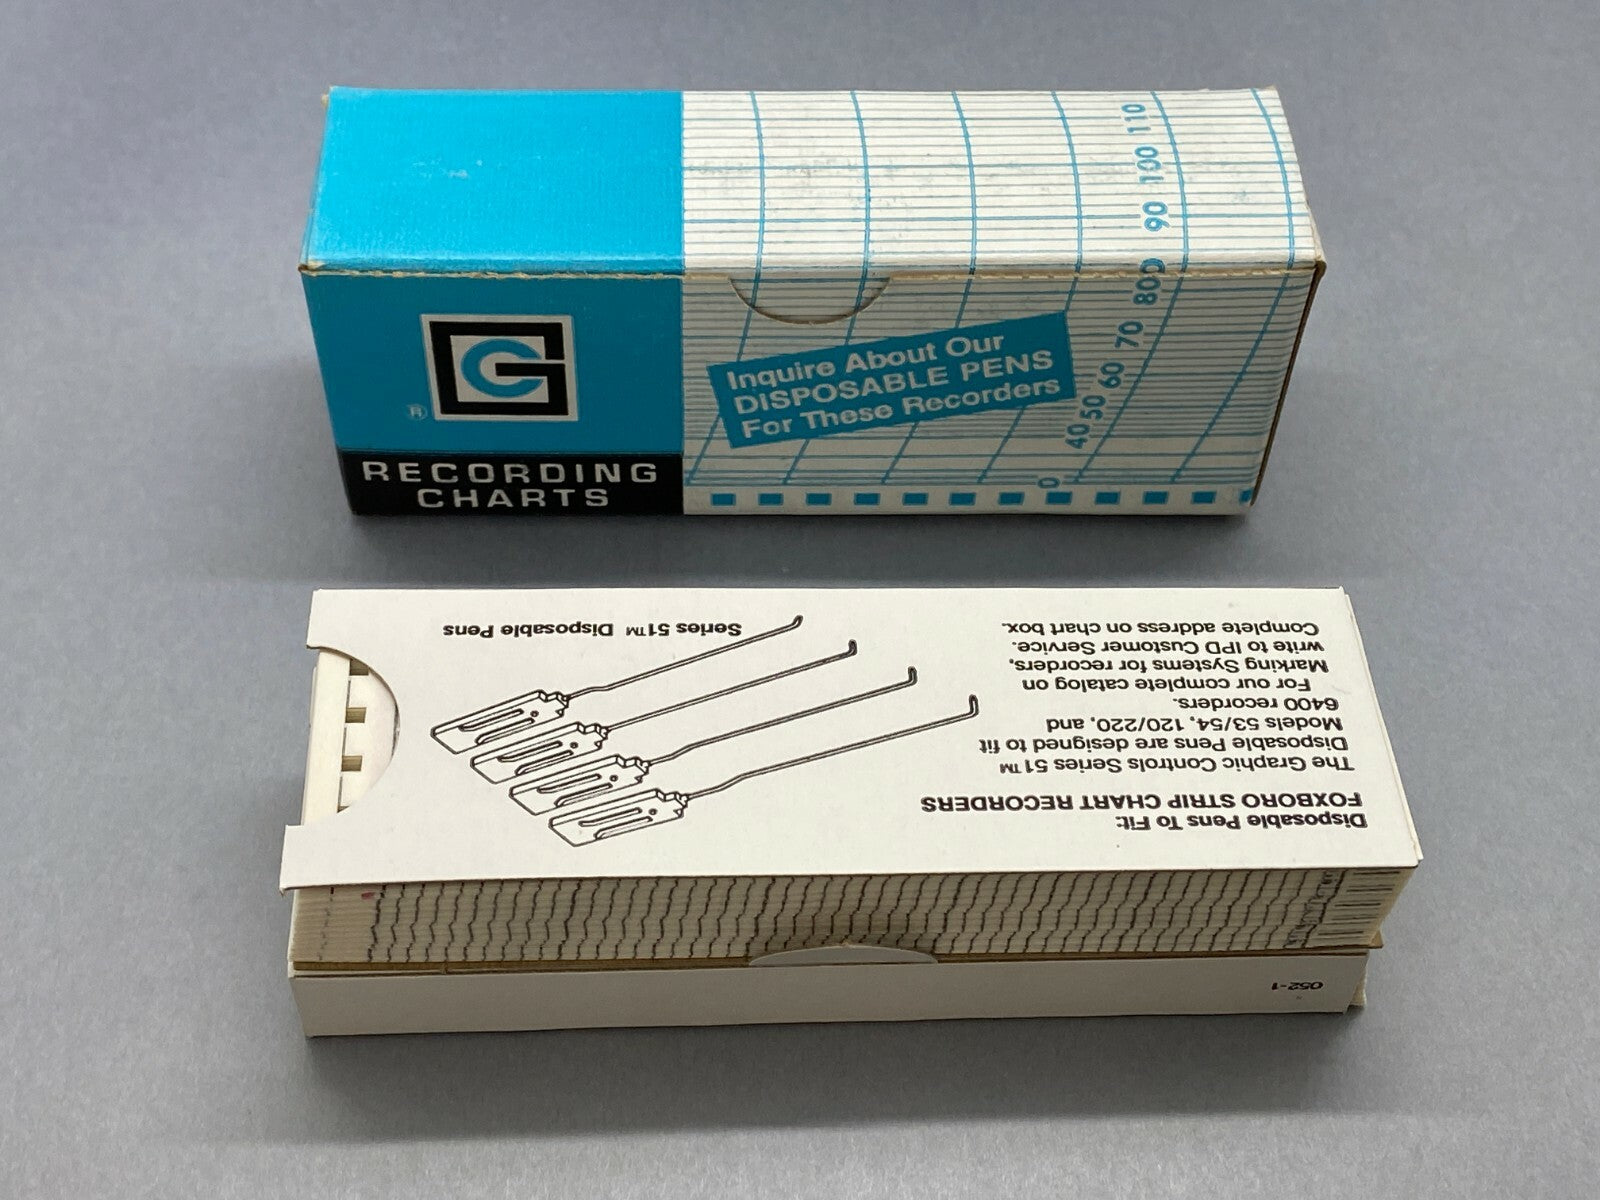 110
100
90
800
70
60
50
40
0
GC
®
RECORDING
CHARTS
Inquire About Our
DISPOSABLE PENS
For These Recorders
Disposable Pens To Fit:
FOXBORO STRIP CHART RECORDERS
The Graphic Controls Series 51™
Disposable Pens are designed to fit
Models 53/54, 120/220, and
6400 recorders.
For our complete catalog on
Marking Systems for recorders,
write to IPD Customer Service.
Complete address on chart box.
Series 51™ Disposable Pens
052-1